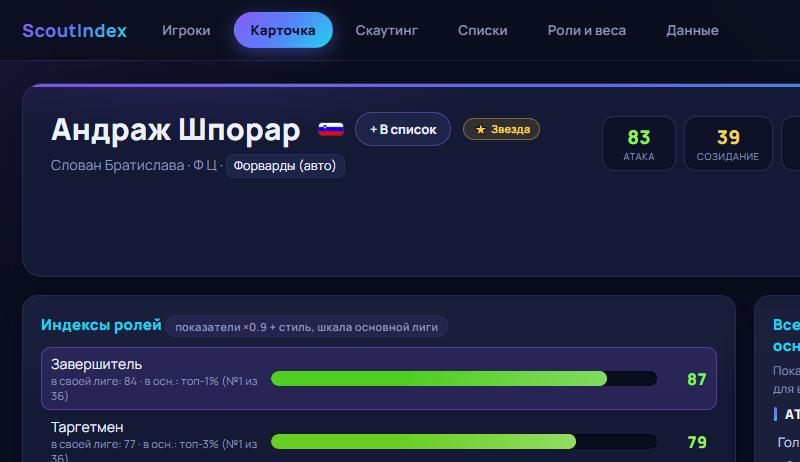 ScoutIndex Игроки Карточка Скаутинг Списки Роли и веса Данные
Андраж Шпорар + В список ★ Звезда
Слован Братислава · Ф Ц · Форварды (авто)
83 39
АТАКА СОЗИДАНИЕ
Индексы ролей показатели ×0.9 + стиль, шкала основной лиги
Завершитель
в своей лиге: 84 · в осн.: топ-1% (№1 из
36)
87
Таргетмен
в своей лиге: 77 · в осн.: топ-3% (№1 из
36)
79
Все
осн
Пока
для в
АТ
Гол